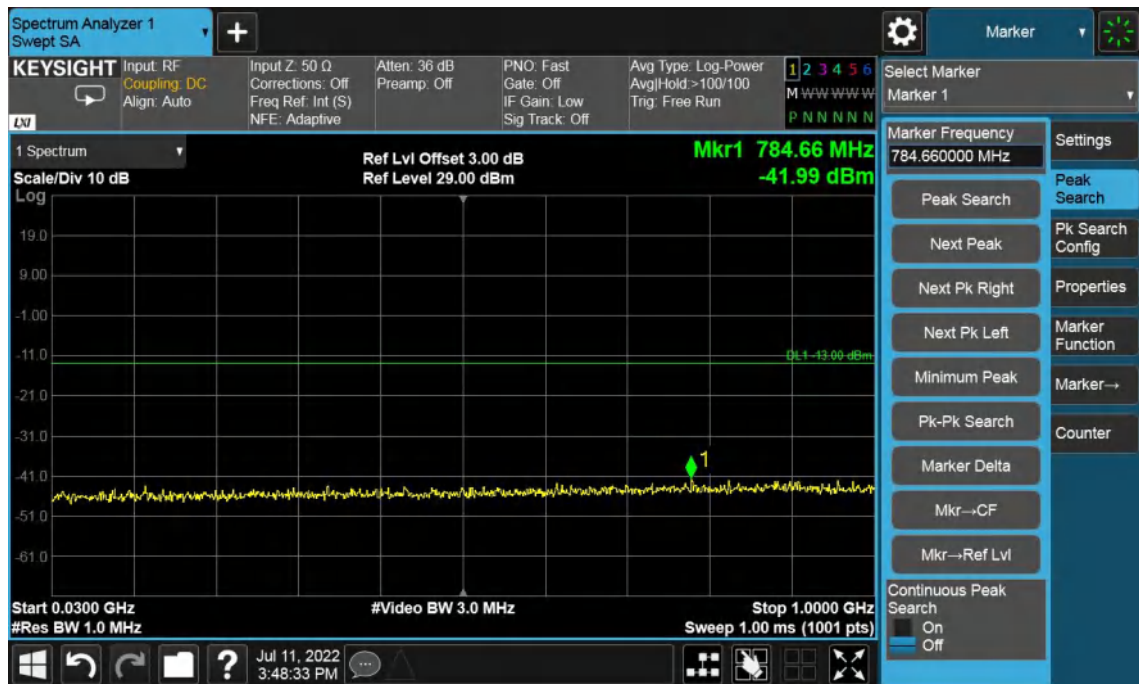 Spectrum Analyzer 1
Swept SA
+
Marker
KEYSIGHT
LXI
Input: RF
Coupling: DC
Align: Auto
Input Z: 50 Ω
Corrections: Off
Freq Ref: Int (S)
NFE: Adaptive
Atten: 36 dB
Preamp: Off
PNO: Fast
Gate: Off
IF Gain: Low
Sig Track: Off
Avg Type: Log-Power
Avg|Hold:>100/100
Trig: Free Run
1 2 3 4 5 6
M W W W W W
P N N N N N
Select Marker
Marker 1
1 Spectrum
Scale/Div 10 dB
Log
Ref Lvl Offset 3.00 dB
Ref Level 29.00 dBm
Mkr1 784.66 MHz
-41.99 dBm
19.0
9.00
-1.00
-11.0
-21.0
-31.0
-41.0
-51.0
-61.0
DL1 -13.00 dBm
1
Start 0.0300 GHz
#Res BW 1.0 MHz
#Video BW 3.0 MHz
Stop 1.0000 GHz
Sweep 1.00 ms (1001 pts)
Marker Frequency
784.660000 MHz
Peak Search
Next Peak
Next Pk Right
Next Pk Left
Minimum Peak
Pk-Pk Search
Marker Delta
Mkr→CF
Mkr→Ref Lvl
Continuous Peak
Search
On
Off
Settings
Peak
Search
Pk Search
Config
Properties
Marker
Function
Marker→
Counter
?
Jul 11, 2022
3:48:33 PM